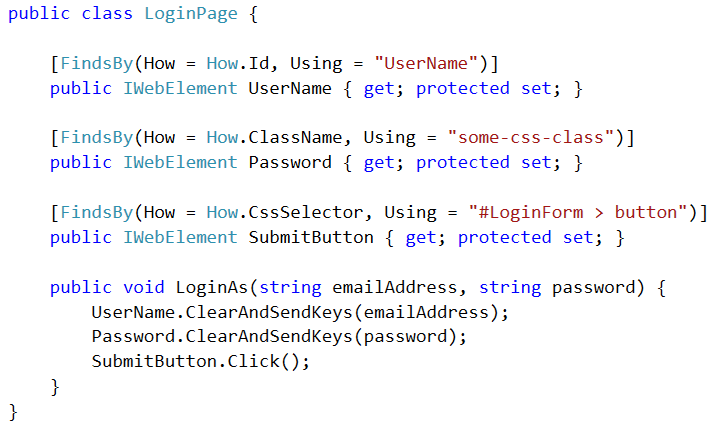 public class LoginPage {
[FindsBy(How = How.Id, Using = "UserName")]
public IWebElement UserName { get; protected set; }
[FindsBy(How = How.ClassName, Using = "some-css-class")]
public IWebElement Password { get; protected set; }
[FindsBy(How = How.CssSelector, Using = "#LoginForm > button")]
public IWebElement SubmitButton { get; protected set; }
public void LoginAs(string emailAddress, string password) {
UserName.ClearAndSendKeys(emailAddress);
Password.ClearAndSendKeys(password);
SubmitButton.Click();
}
}